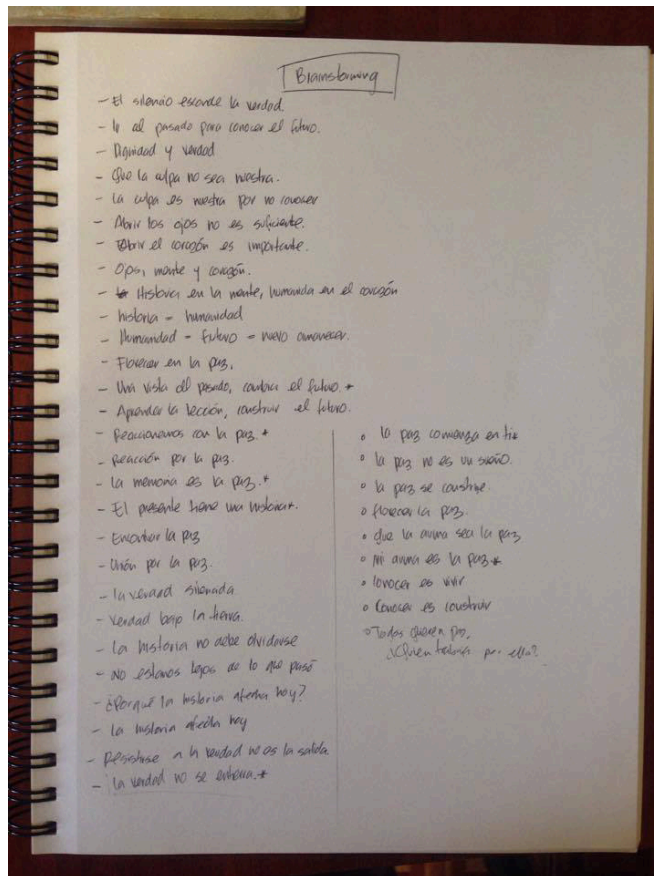 Brainstorming
- El silencio esconde la verdad
- Ir al pasado para conocer el futuro.
- Dignidad y verdad
- Que la culpa no sea nuestra.
- La culpa es nuestra por no conocer
- Abrir los ojos no es suficiente.
- Abrir el corazón es importante.
- Ojos, mente y corazón.
- Historia en la mente, humanida en el corazón
- historia = humanidad
- Humanidad = futuro = nuevo amanecer.
- Florecer en la paz.
- Una vista al pasado, cambia el futuro. *
- Aprender la lección, construir el futuro.
- Reaccionemos con la paz. *
- Reacción por la paz.
- La memoria es la paz. *
- El presente tiene una historia *.
- Encontrar la paz
- Unión por la paz.
- la verdad silenada
- Verdad bajo la tierra.
- La historia no debe olvidarse
- No estamos lejos de lo que pasó
- ¿Porqué la historia afecta hoy?
- La historia afecta hoy
- Resistirse a la verdad no es la salida
- La verdad no se entierra. *
o la paz comienza en ti *
o la paz no es un sueño.
o la paz se construye.
o florecer la paz.
o que la arma sea la paz
o mi arma es la paz *
o Conocer es vivir
o Conocer es construir
o Todos quieren paz,
¿Quien trabaja por ella?